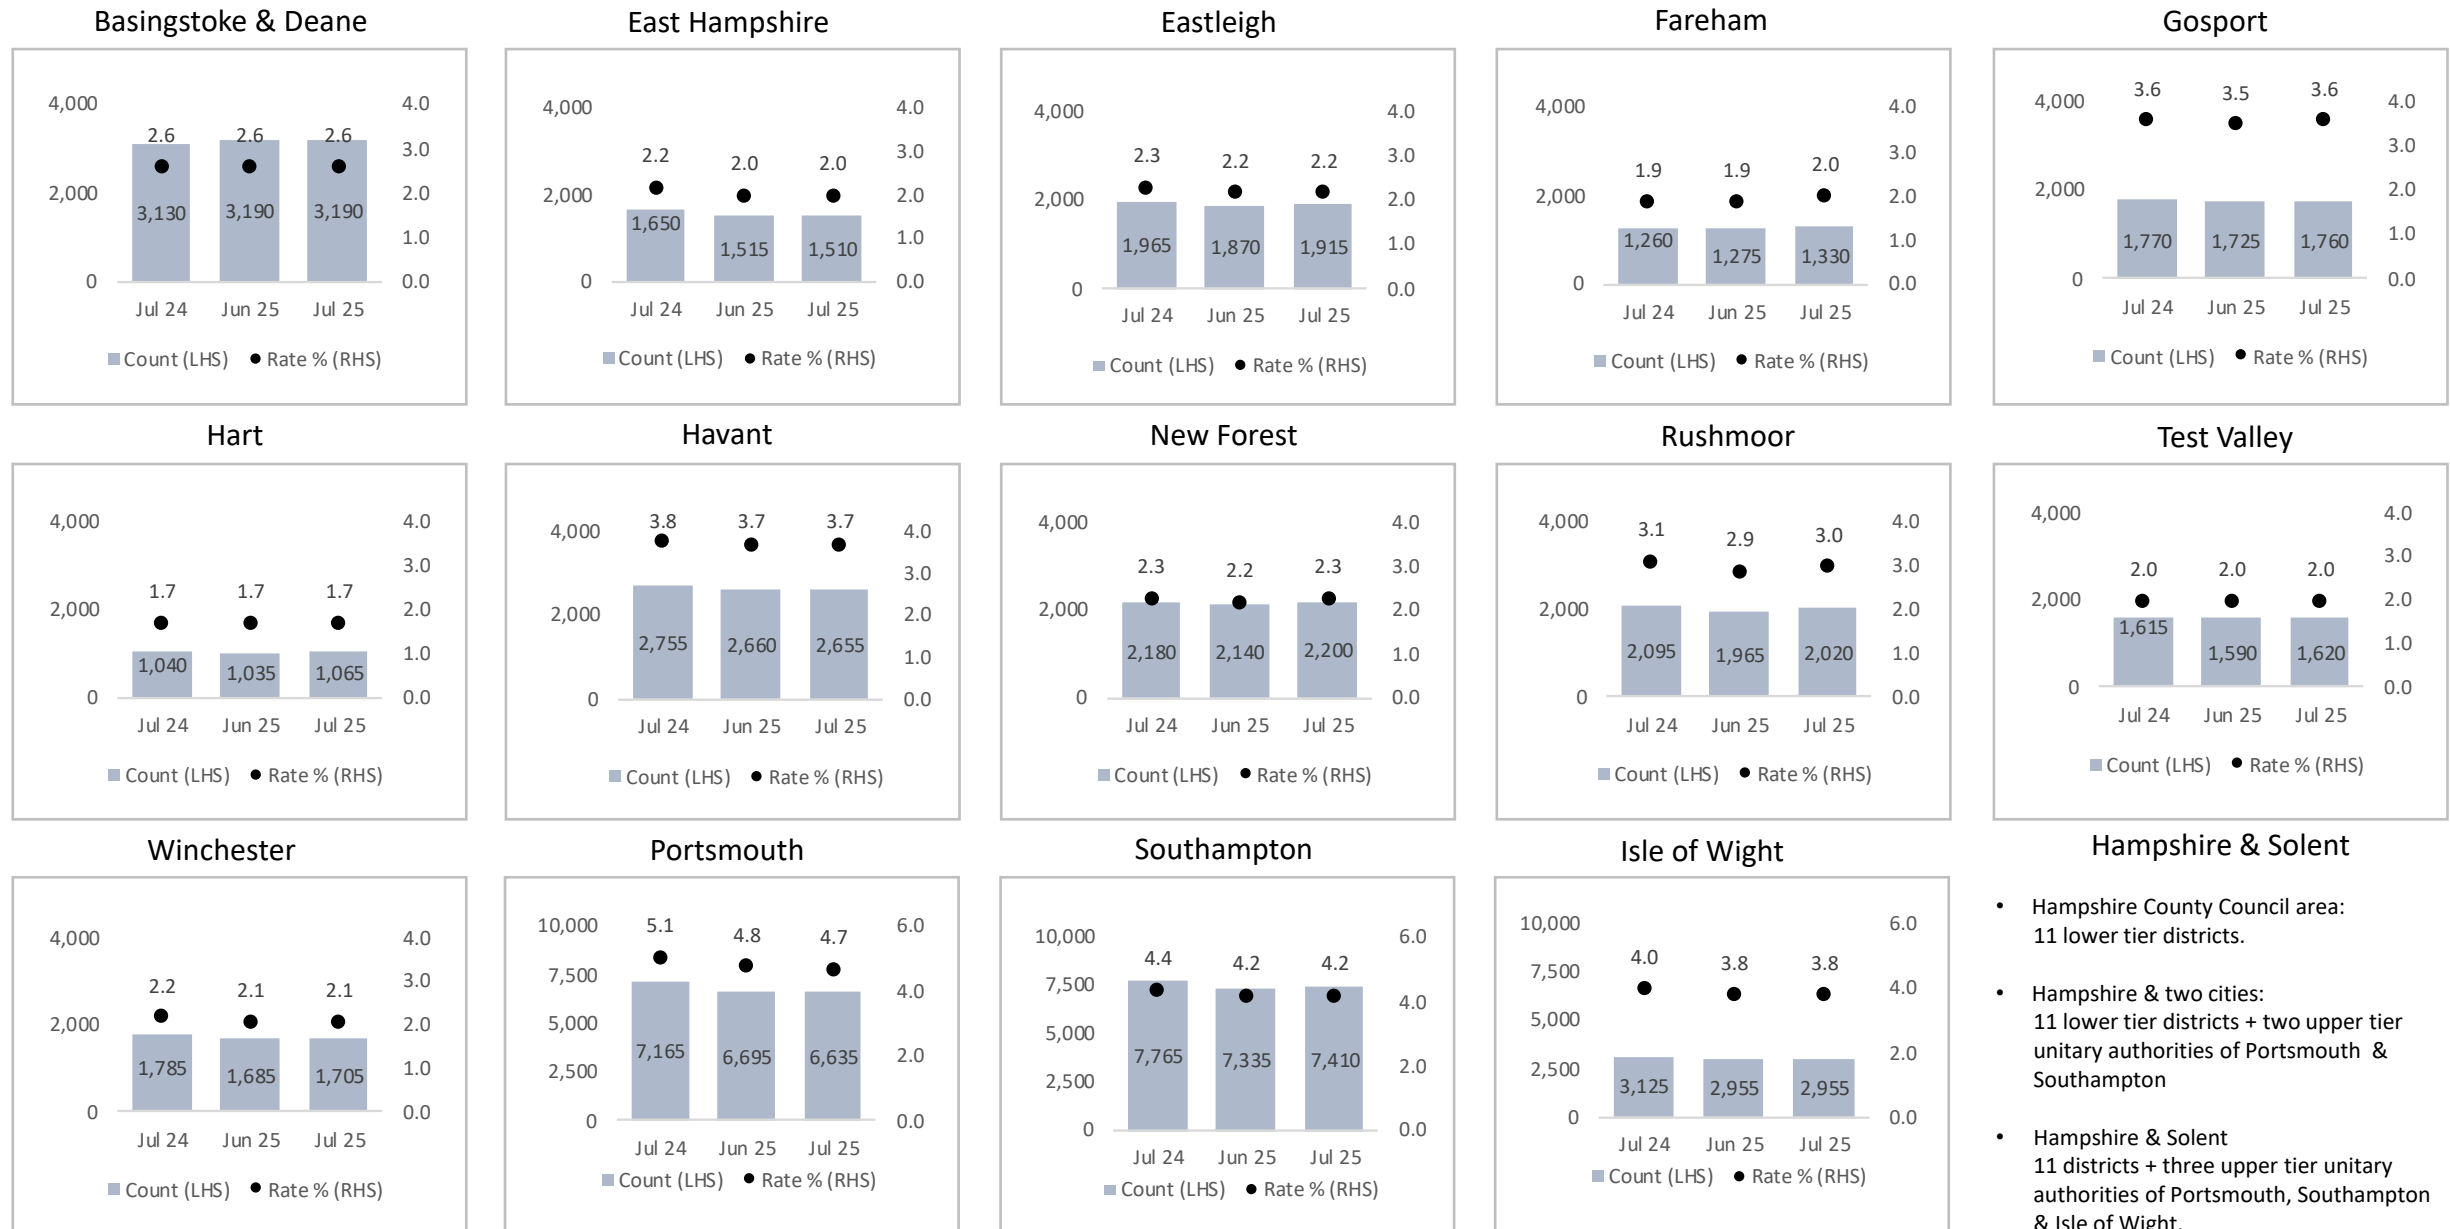 Basingstoke & Deane
4,000
2,000
0
4.0
3.0
2.0
1.0
0.0
2.6
2.6
2.6
3,130
3,190
3,190
Jul 24
Jun 25
Jul 25
Count (LHS)
Rate % (RHS)
East Hampshire
4,000
2,000
0
4.0
3.0
2.0
1.0
0.0
2.2
2.0
2.0
1,650
1,515
1,510
Jul 24
Jun 25
Jul 25
Count (LHS)
Rate % (RHS)
Eastleigh
4,000
2,000
0
4.0
3.0
2.0
1.0
0.0
2.3
2.2
2.2
1,965
1,870
1,915
Jul 24
Jun 25
Jul 25
Count (LHS)
Rate % (RHS)
Fareham
4,000
2,000
0
4.0
3.0
2.0
1.0
0.0
1.9
1.9
2.0
1,260
1,275
1,330
Jul 24
Jun 25
Jul 25
Count (LHS)
Rate % (RHS)
Gosport
4,000
2,000
0
4.0
3.0
2.0
1.0
0.0
3.6
3.5
3.6
1,770
1,725
1,760
Jul 24
Jun 25
Jul 25
Count (LHS)
Rate % (RHS)
Hart
4,000
2,000
0
4.0
3.0
2.0
1.0
0.0
1.7
1.7
1.7
1,040
1,035
1,065
Jul 24
Jun 25
Jul 25
Count (LHS)
Rate % (RHS)
Havant
4,000
2,000
0
4.0
3.0
2.0
1.0
0.0
3.8
3.7
3.7
2,755
2,660
2,655
Jul 24
Jun 25
Jul 25
Count (LHS)
Rate % (RHS)
New Forest
4,000
2,000
0
4.0
3.0
2.0
1.0
0.0
2.3
2.2
2.3
2,180
2,140
2,200
Jul 24
Jun 25
Jul 25
Count (LHS)
Rate % (RHS)
Rushmoor
4,000
2,000
0
4.0
3.0
2.0
1.0
0.0
3.1
2.9
3.0
2,095
1,965
2,020
Jul 24
Jun 25
Jul 25
Count (LHS)
Rate % (RHS)
Test Valley
4,000
2,000
0
4.0
3.0
2.0
1.0
0.0
2.0
2.0
2.0
1,615
1,590
1,620
Jul 24
Jun 25
Jul 25
Count (LHS)
Rate % (RHS)
Winchester
4,000
2,000
0
4.0
3.0
2.0
1.0
0.0
2.2
2.1
2.1
1,785
1,685
1,705
Jul 24
Jun 25
Jul 25
Count (LHS)
Rate % (RHS)
Portsmouth
10,000
7,500
5,000
2,500
0
6.0
4.0
2.0
0.0
5.1
4.8
4.7
7,165
6,695
6,635
Jul 24
Jun 25
Jul 25
Count (LHS)
Rate % (RHS)
Southampton
10,000
7,500
5,000
2,500
0
6.0
4.0
2.0
0.0
4.4
4.2
4.2
7,765
7,335
7,410
Jul 24
Jun 25
Jul 25
Count (LHS)
Rate % (RHS)
Isle of Wight
10,000
7,500
5,000
2,500
0
6.0
4.0
2.0
0.0
4.0
3.8
3.8
3,125
2,955
2,955
Jul 24
Jun 25
Jul 25
Count (LHS)
Rate % (RHS)
Hampshire & Solent
• Hampshire County Council area:
11 lower tier districts.
• Hampshire & two cities:
11 lower tier districts + two upper tier
unitary authorities of Portsmouth &
Southampton
• Hampshire & Solent
11 districts + three upper tier unitary
authorities of Portsmouth, Southampton
& Isle of Wight.